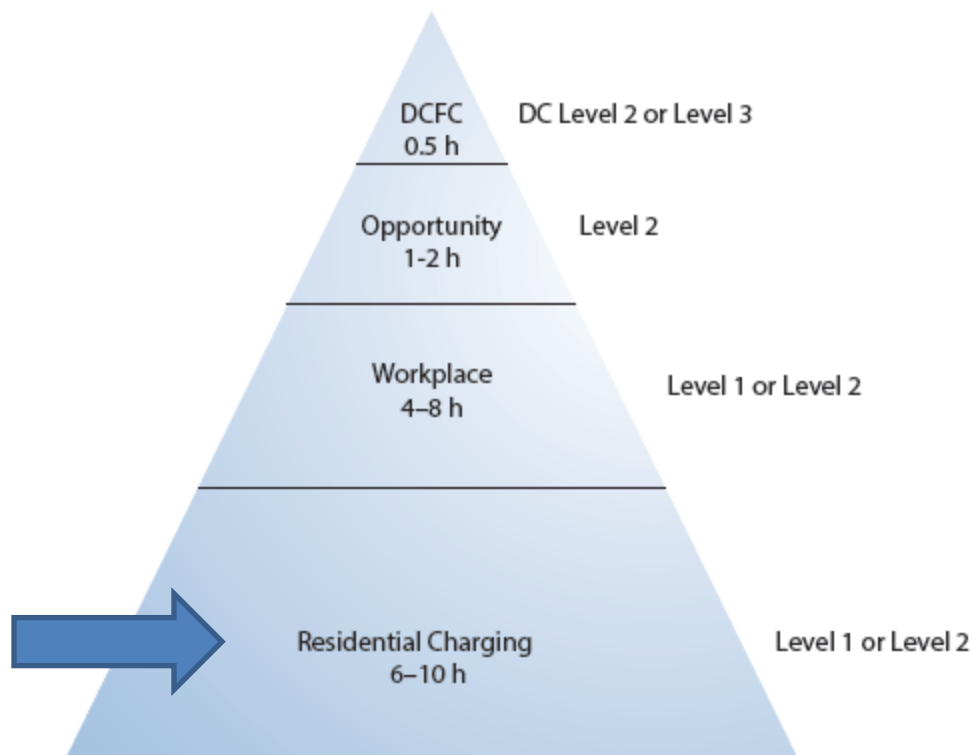 DCFC
0.5 h
DC Level 2 or Level 3
Opportunity
1-2 h
Level 2
Workplace
4–8 h
Level 1 or Level 2
Residential Charging
6–10 h
Level 1 or Level 2